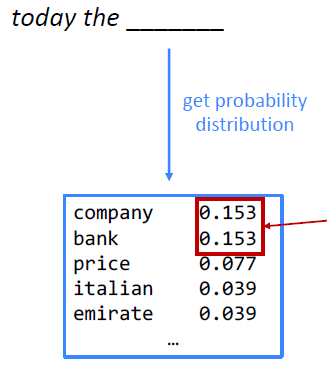 today the _______
get probability
distribution
company 0.153
bank 0.153
price 0.077
italian 0.039
emirate 0.039
…